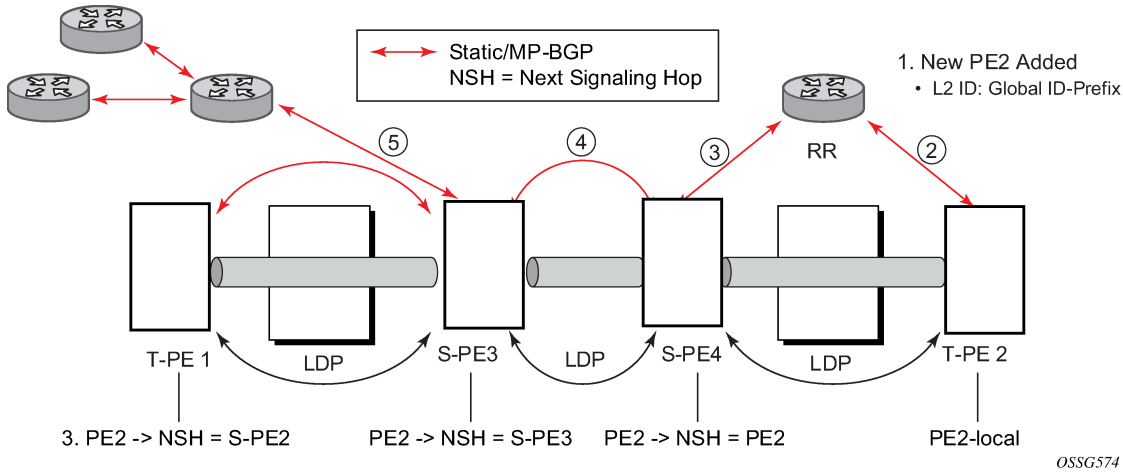 Static/MP-BGP
NSH = Next Signaling Hop
1. New PE2 Added
• L2 ID: Global ID-Prefix
RR
5
4
3
2
T-PE 1
LDP
S-PE3
LDP
S-PE4
LDP
T-PE 2
3. PE2 -> NSH = S-PE2
PE2 -> NSH = S-PE3
PE2 -> NSH = PE2
PE2-local
OSSG574